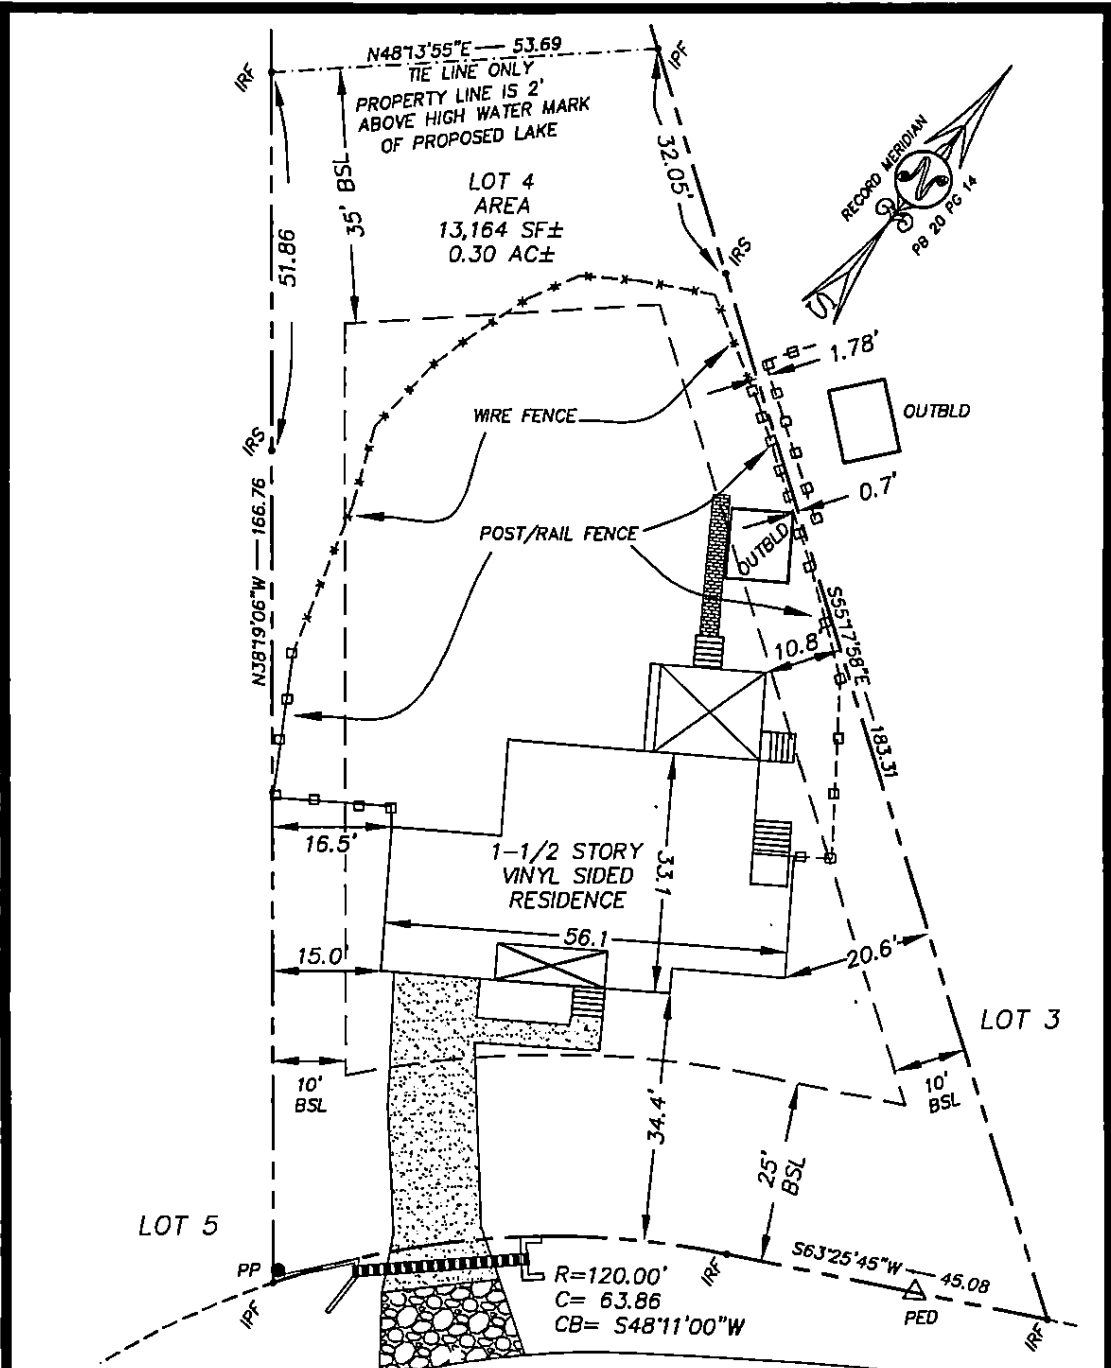 N48°13'55"E — 53.69
TIE LINE ONLY
PROPERTY LINE IS 2'
ABOVE HIGH WATER MARK
OF PROPOSED LAKE
IRF
IPF
32.05'
35' BSL
51.86
LOT 4
AREA
13,164 SF±
0.30 AC±
RECORD MERIDIAN
N
PB 20 PG 14
S
IRS
IRS
1.78'
OUTBLD
WIRE FENCE
0.7'
POST/RAIL FENCE
OUTBLD
N38°19'06"W — 166.76
S55°17'58"E — 183.31
10.8'
16.5'
1-1/2 STORY
VINYL SIDED
RESIDENCE
33.1
56.1
15.0'
20.6'
LOT 3
10'
BSL
10'
BSL
34.4'
25'
BSL
LOT 5
PP
IPF
R=120.00'
C= 63.86
CB= S48°11'00"W
IRF
S63°25'45"W — 45.08
PED
IRF